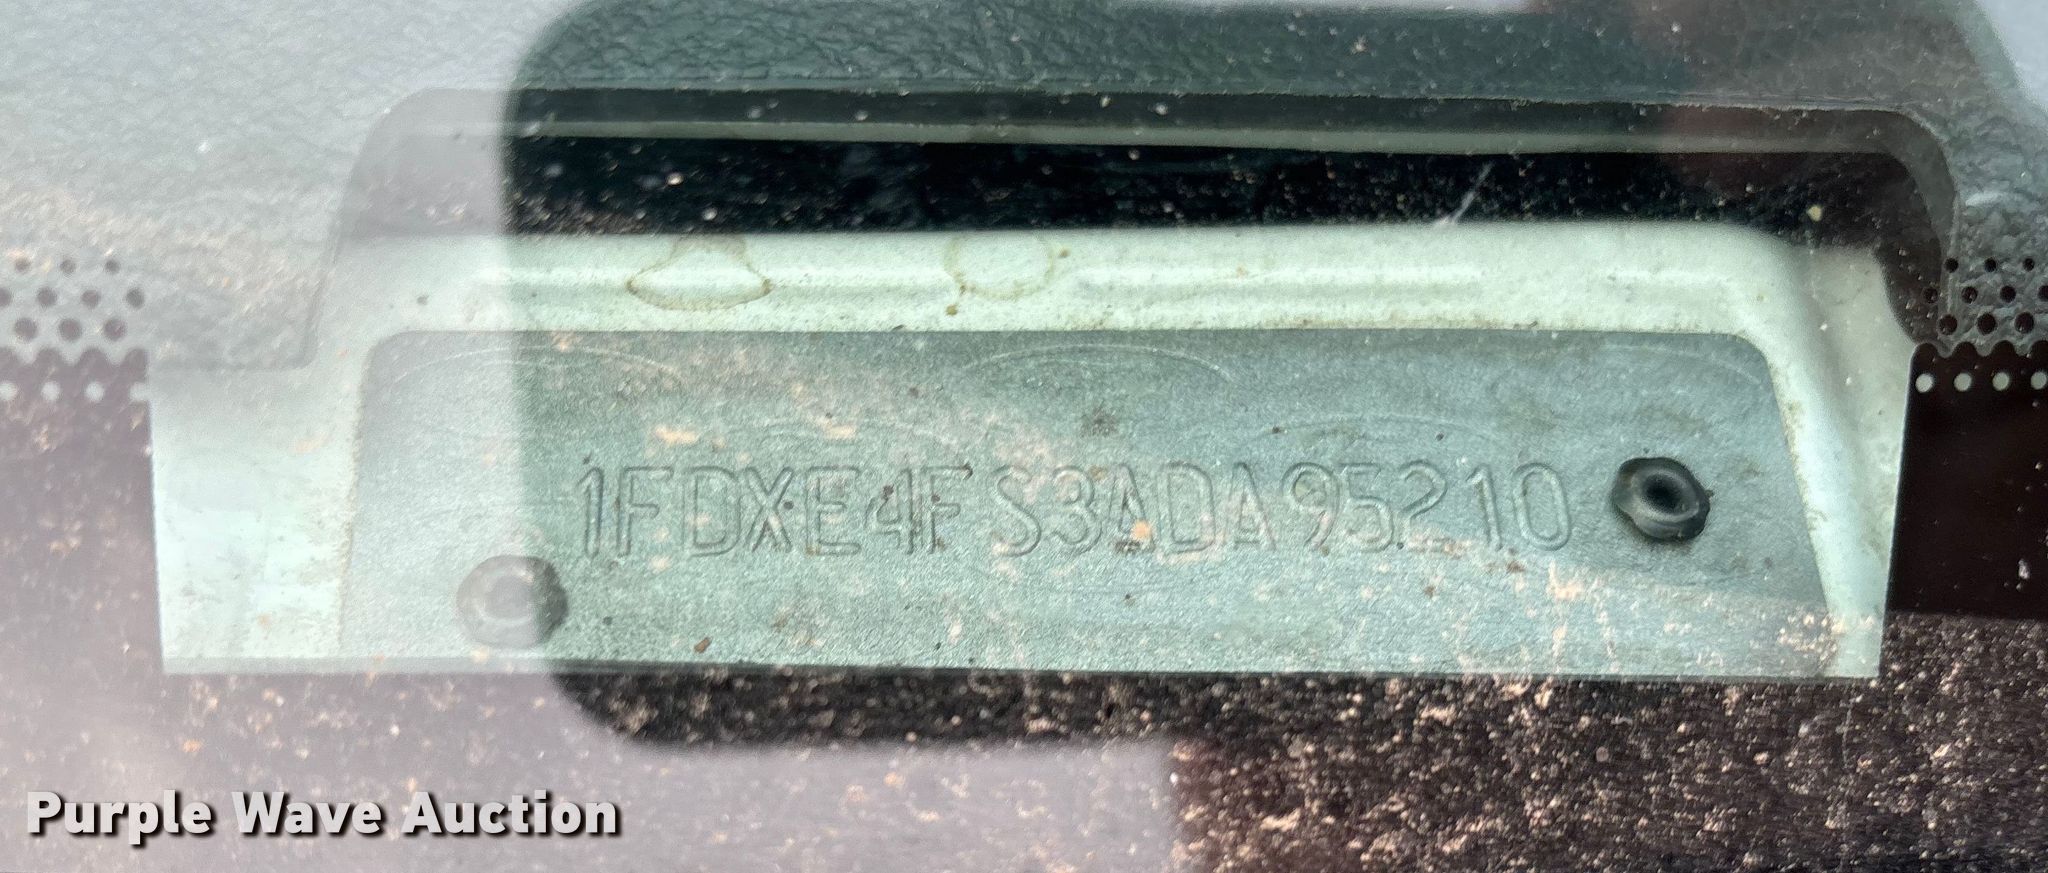 1FDXE4FS3ADA95210
Purple Wave Auction